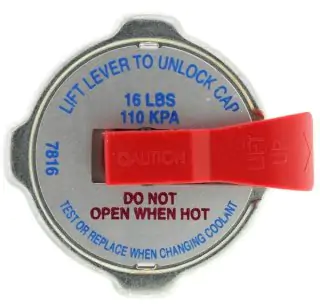 LIFT LEVER TO UNLOCK CAP
16 LBS
110 KPA
7816
CAUTION
LIFT
UP
DO NOT
OPEN WHEN HOT
TEST OR REPLACE WHEN CHANGING COOLANT